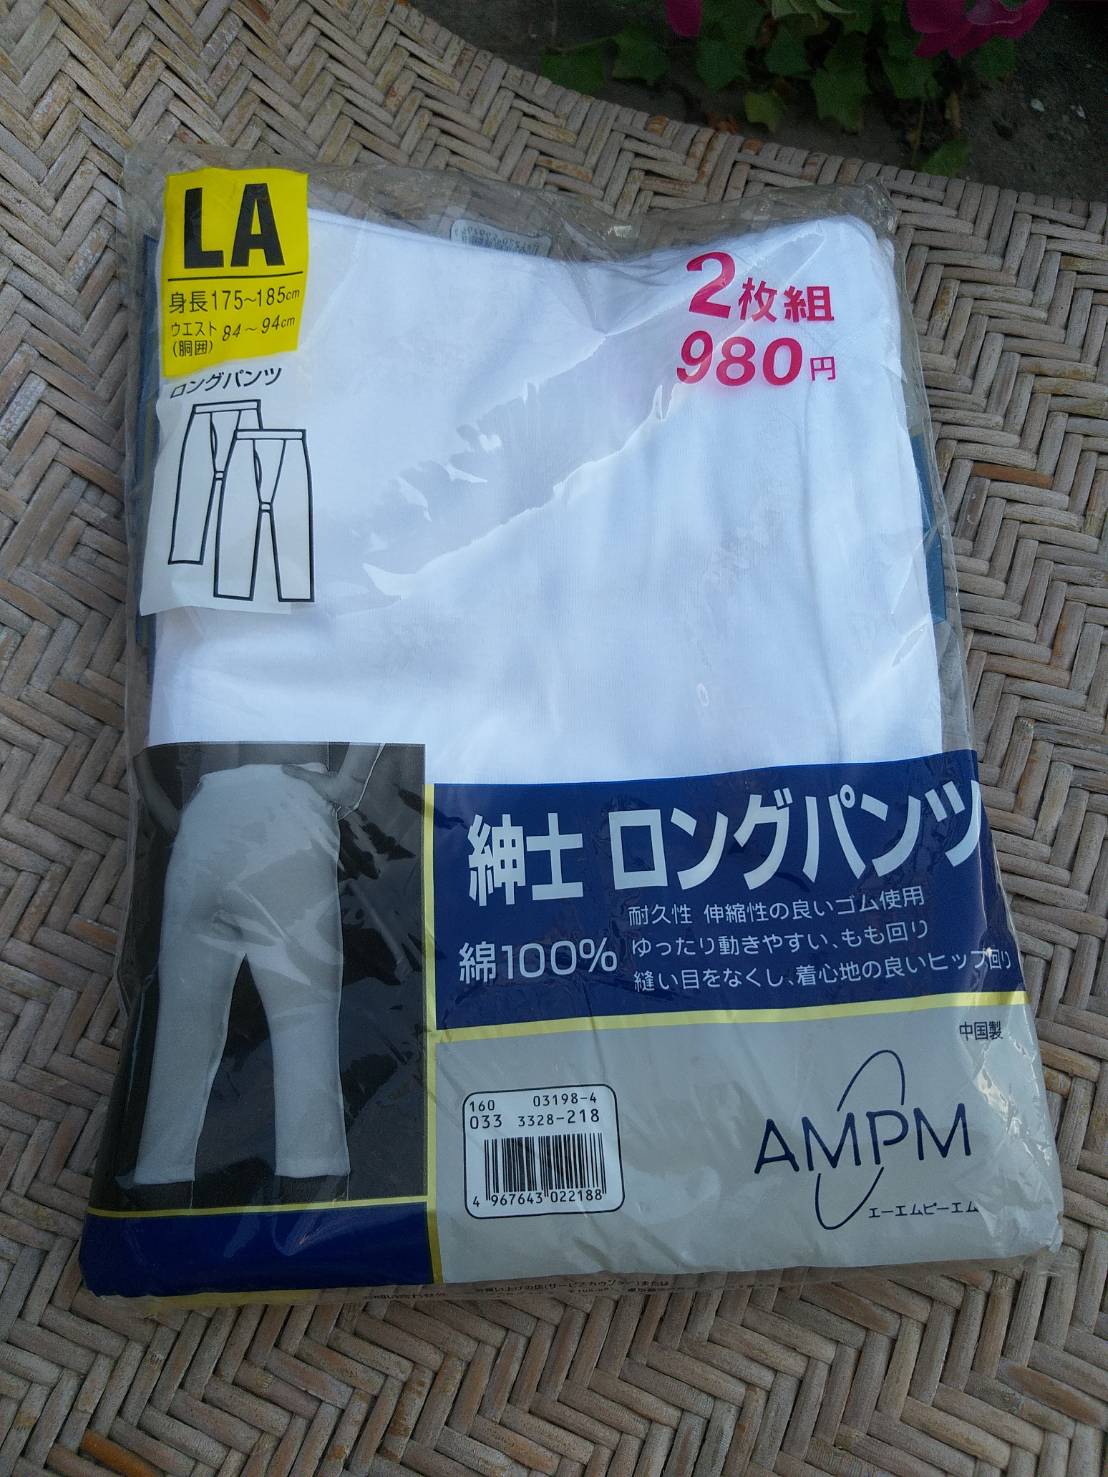 LA
身長175~185cm
ウエスト
(胴囲) 84~94cm
ロングパンツ
2枚組
980円
紳士 ロングパンツ
綿100%
耐久性 伸縮性の良いゴム使用
ゆったり動きやすい、もも回り
縫い目をなくし、着心地の良いヒップ回り
中国製
160 03198-4
033 3328-218
4 967643 022188
AMPM
エーエムピーエム